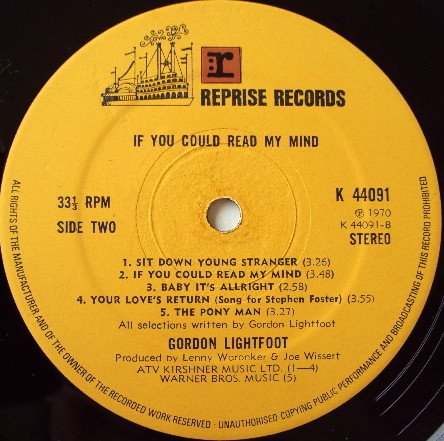 r
REPRISE RECORDS
IF YOU COULD READ MY MIND
33⅓ RPM
SIDE TWO
K 44091
Ⓟ 1970
K 44091-B
STEREO
1. SIT DOWN YOUNG STRANGER (3.26)
2. IF YOU COULD READ MY MIND (3.48)
3. BABY IT'S ALLRIGHT (2.58)
4. YOUR LOVE'S RETURN (Song for Stephen Foster) (3.55)
5. THE PONY MAN (3.27)
All selections written by Gordon Lightfoot
GORDON LIGHTFOOT
Produced by Lenny Waronker & Joe Wissert
ATV KIRSHNER MUSIC LTD. (1—4)
WARNER BROS. MUSIC (5)
ALL RIGHTS OF THE MANUFACTURER AND OF THE OWNER OF THE RECORDED WORK RESERVED - UNAUTHORISED COPYING PUBLIC PERFORMANCE AND BROADCASTING OF THIS RECORD PROHIBITED